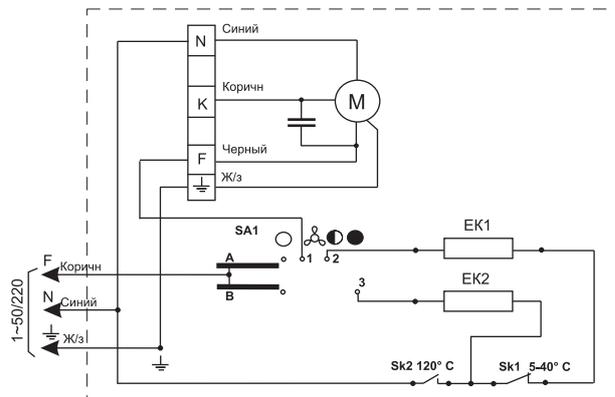 N
Синий
K
Коричн
M
F
Черный
Ж/з
SA1
A
1
2
B
3
EK1
EK2
1~50/220
F
Коричн
N
Синий
Ж/з
Sk2 120° C
Sk1 5-40° C